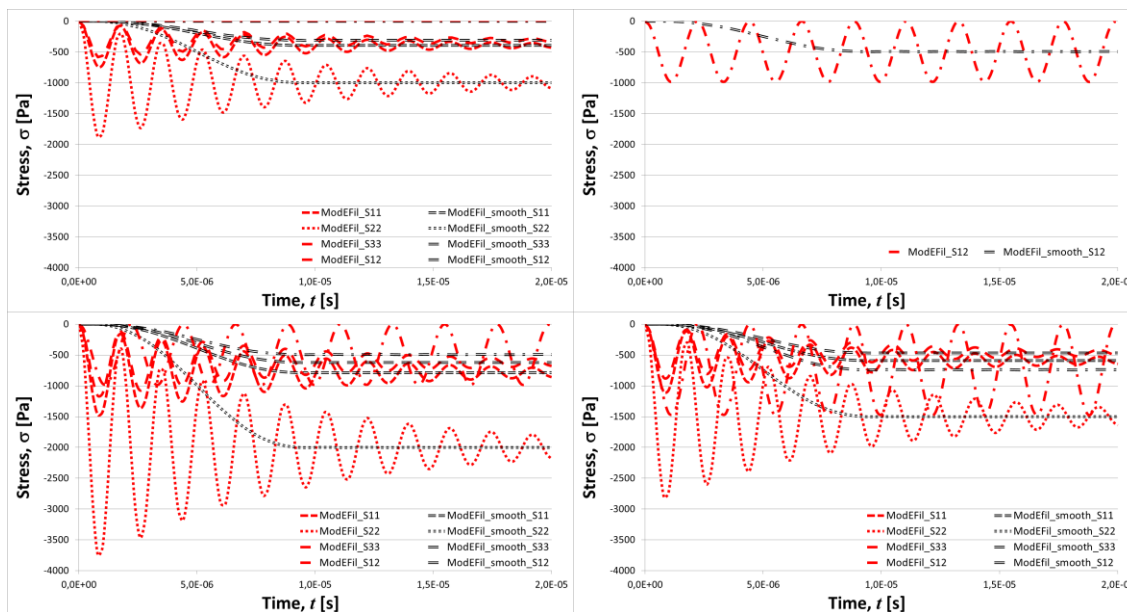 Stress, σ [Pa]
0
-500
-1000
-1500
-2000
-2500
-3000
-3500
-4000
ModEFil_S11 ModEFil_smooth_S11
ModEFil_S22 ModEFil_smooth_S22
ModEFil_S33 ModEFil_smooth_S33
ModEFil_S12 ModEFil_smooth_S12
0,0E+00 5,0E-06 1,0E-05 1,5E-05 2,0E-05
Time, t [s]
Stress, σ [Pa]
0
-500
-1000
-1500
-2000
-2500
-3000
-3500
-4000
ModEFil_S12 ModEFil_smooth_S12
0,0E+00 5,0E-06 1,0E-05 1,5E-05 2,0E-0
Time, t [s]
Stress, σ [Pa]
0
-500
-1000
-1500
-2000
-2500
-3000
-3500
-4000
ModEFil_S11 ModEFil_smooth_S11
ModEFil_S22 ModEFil_smooth_S22
ModEFil_S33 ModEFil_smooth_S33
ModEFil_S12 ModEFil_smooth_S12
0,0E+00 5,0E-06 1,0E-05 1,5E-05 2,0E-05
Time, t [s]
Stress, σ [Pa]
0
-500
-1000
-1500
-2000
-2500
-3000
-3500
-4000
ModEFil_S11 ModEFil_smooth_S11
ModEFil_S22 ModEFil_smooth_S22
ModEFil_S33 ModEFil_smooth_S33
ModEFil_S12 ModEFil_smooth_S12
0,0E+00 5,0E-06 1,0E-05 1,5E-05 2,0E-0
Time, t [s]